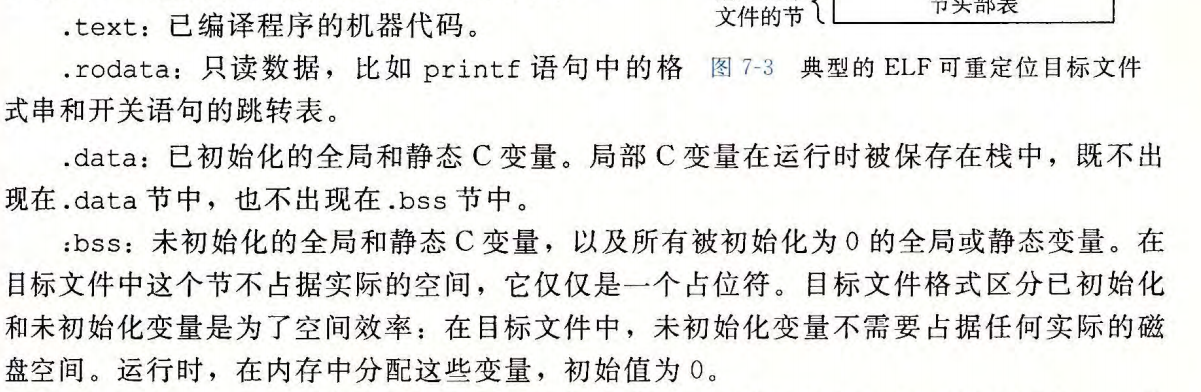 文件的节
节头部表
.text：已编译程序的机器代码。
.rodata：只读数据，比如 printf 语句中的格
图 7-3 典型的 ELF 可重定位目标文件
式串和开关语句的跳转表。
.data：已初始化的全局和静态 C 变量。局部 C 变量在运行时被保存在栈中，既不出
现在.data 节中，也不出现在.bss 节中。
:bss：未初始化的全局和静态 C 变量，以及所有被初始化为 0 的全局或静态变量。在
目标文件中这个节不占据实际的空间，它仅仅是一个占位符。目标文件格式区分已初始化
和未初始化变量是为了空间效率：在目标文件中，未初始化变量不需要占据任何实际的磁
盘空间。运行时，在内存中分配这些变量，初始值为 0。